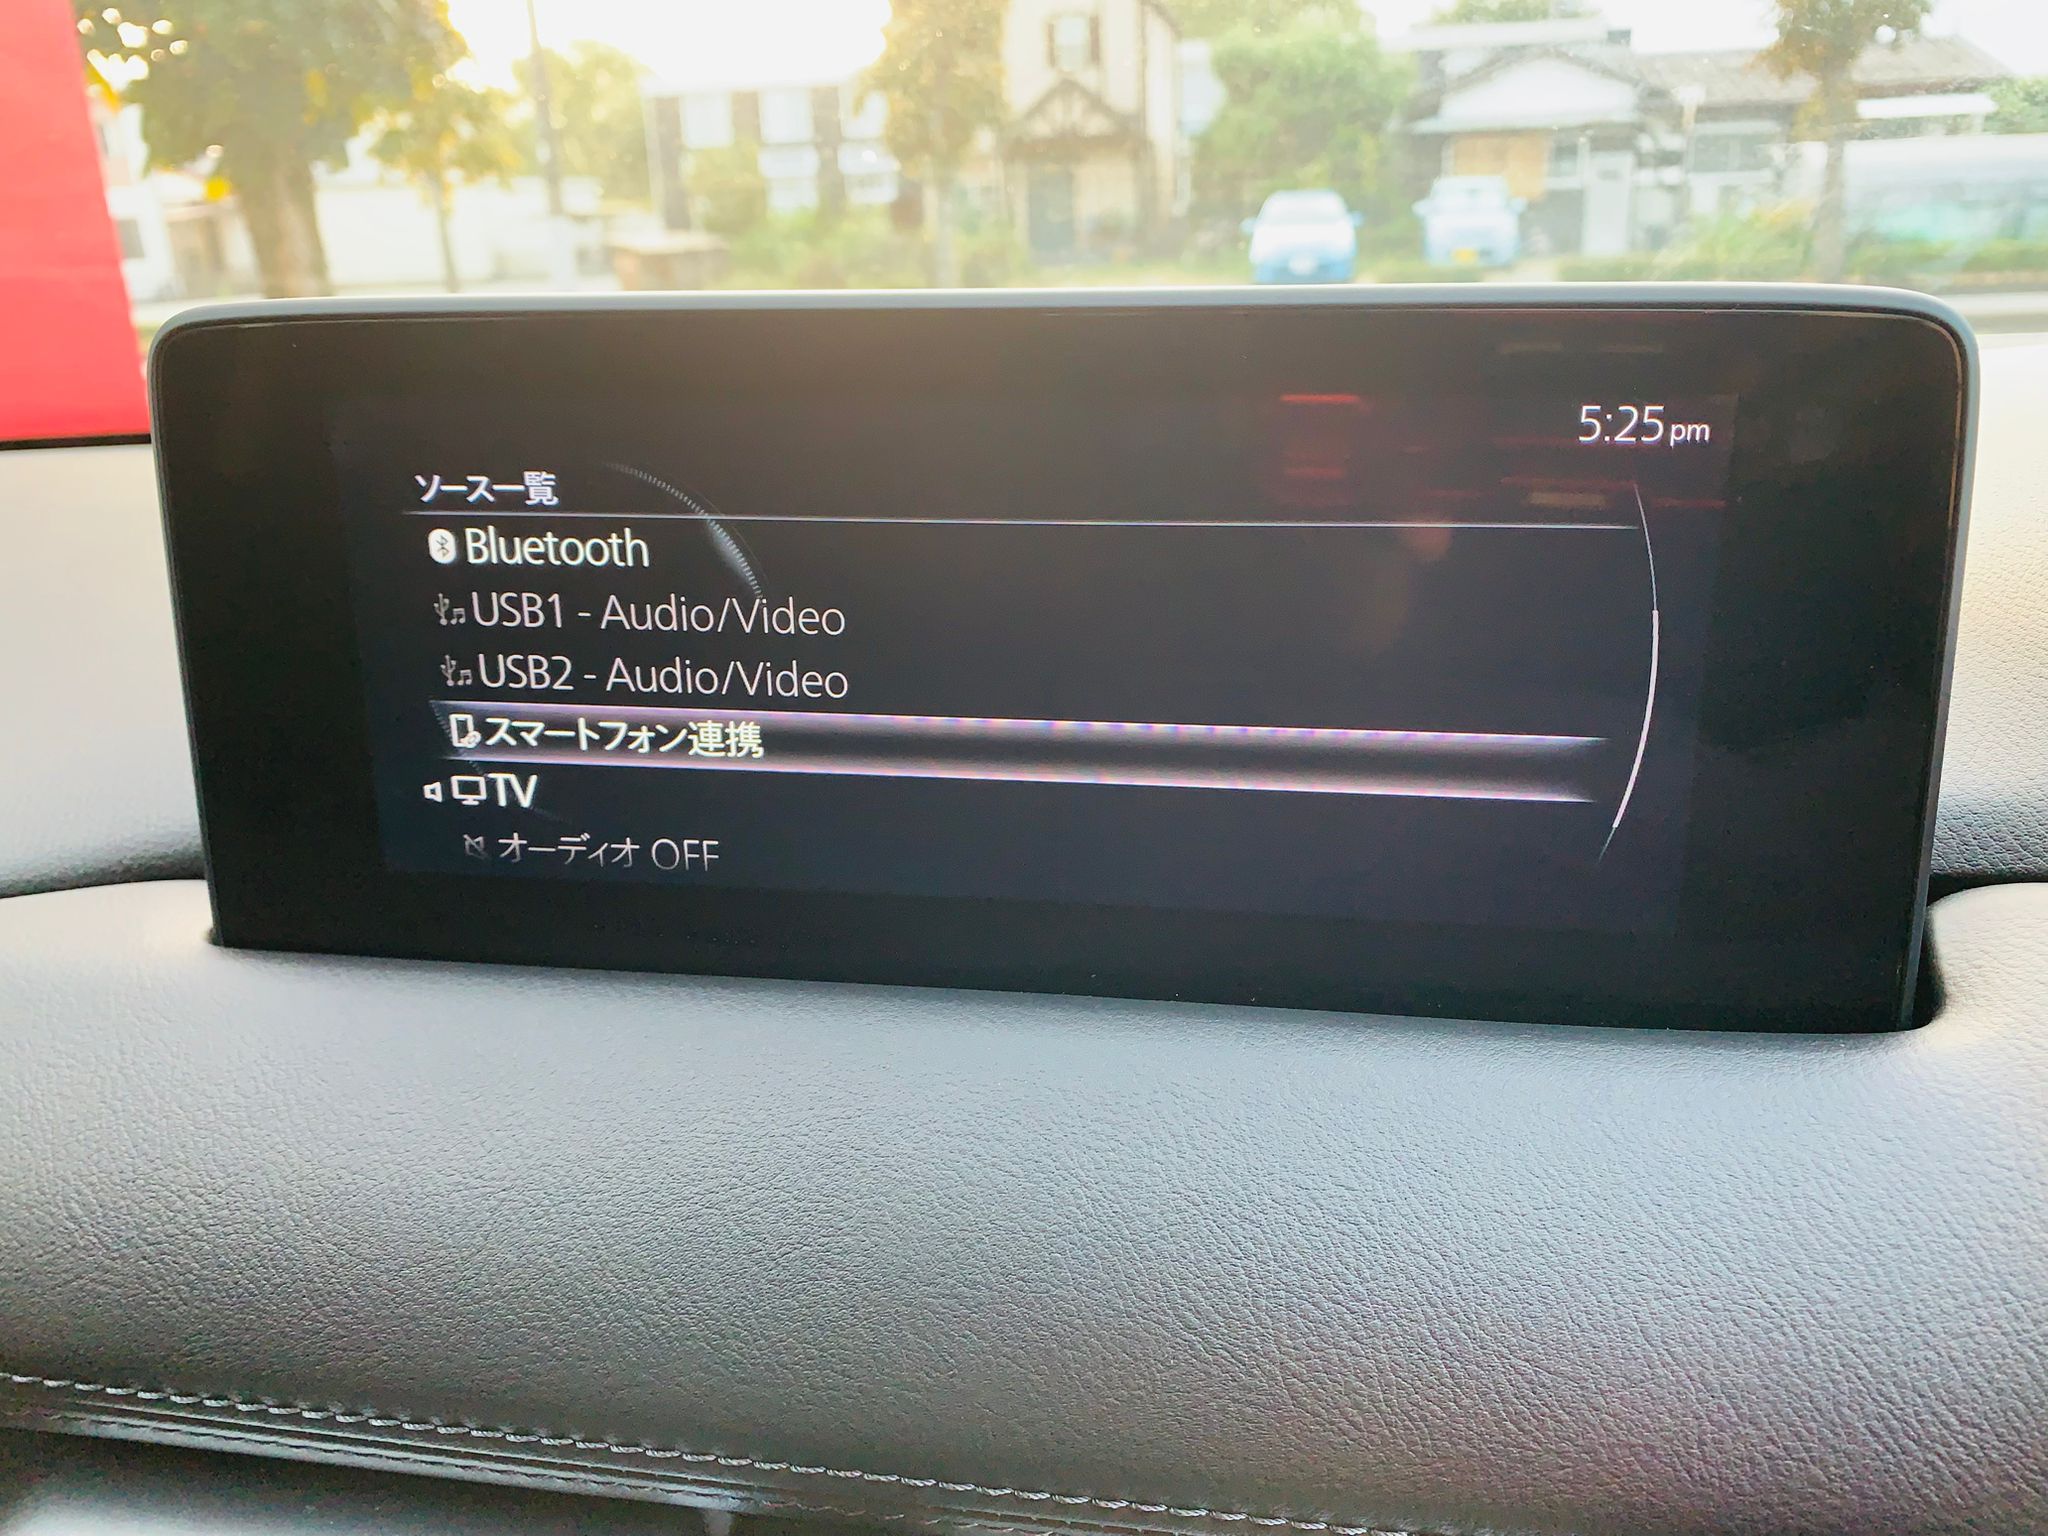 5:25 pm
ソース一覧
Bluetooth
USB1 - Audio/Video
USB2 - Audio/Video
スマートフォン連携
TV
オーディオ OFF